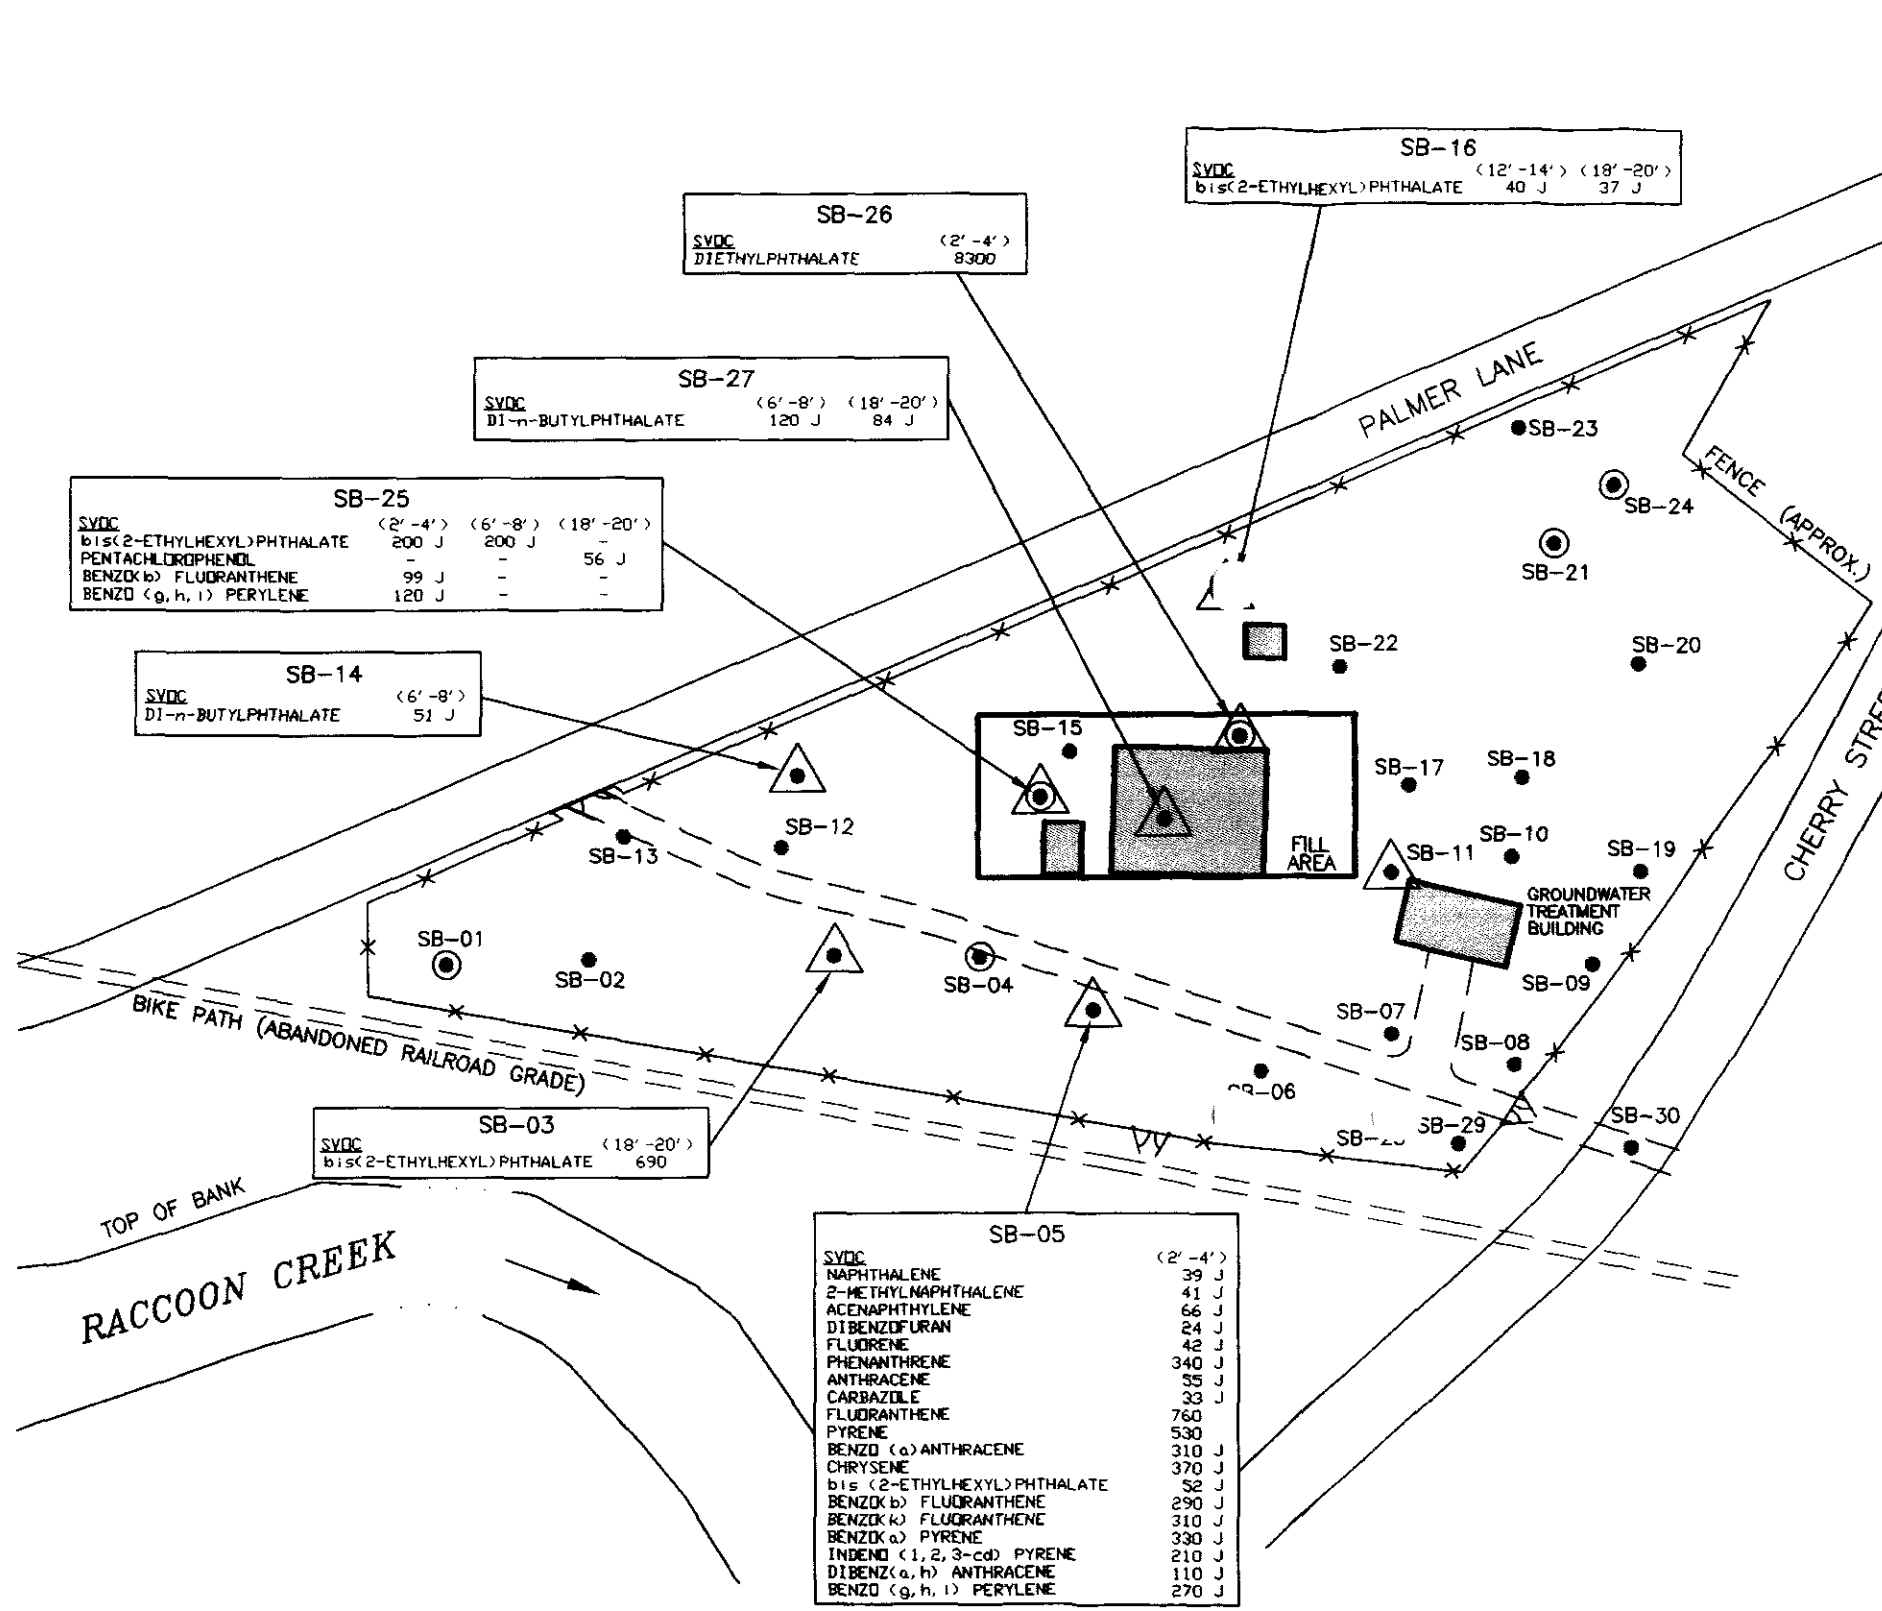 SB-16
SVOC (12'-14') (18'-20')
bis(2-ETHYLHEXYL)PHTHALATE 40 J 37 J
SB-26
SVOC (2'-4')
DIETHYLPHTHALATE 8300
SB-27
SVOC (6'-8') (18'-20')
DI-n-BUTYLPHTHALATE 120 J 84 J
PALMER LANE
SB-23
FENCE (APPROX.)
SB-24
SB-25
SVOC (2'-4') (6'-8') (18'-20')
bis(2-ETHYLHEXYL)PHTHALATE 200 J 200 J -
PENTACHLOROPHENOL - - 56 J
BENZO(b) FLUORANTHENE 99 J - -
BENZO (g,h,i) PERYLENE 120 J - -
SB-21
SB-22
SB-20
SB-14
SVOC (6'-8')
DI-n-BUTYLPHTHALATE 51 J
SB-15
SB-17
SB-18
CHERRY
SB-12
SB-13
FILL
AREA
SB-11
SB-10
SB-19
GROUNDWATER
TREATMENT
BUILDING
SB-01
SB-02
SB-04
SB-09
SB-07
SB-08
BIKE PATH (ABANDONED RAILROAD GRADE)
-06
SB-29
SB-30
SB-03
SVOC (18'-20')
bis(2-ETHYLHEXYL)PHTHALATE 690
TOP OF BANK
RACCOON CREEK
SB-05
SVOC (2'-4')
NAPHTHALENE 39 J
2-METHYLNAPHTHALENE 41 J
ACENAPHTHYLENE 66 J
DIBENZOFURAN 24 J
FLUORENE 42 J
PHENANTHRENE 340 J
ANTHRACENE 55 J
CARBAZOLE 33 J
FLUORANTHENE 760
PYRENE 530
BENZO (a)ANTHRACENE 310 J
CHRYSENE 370 J
bis (2-ETHYLHEXYL)PHTHALATE 52 J
BENZO(b) FLUORANTHENE 290 J
BENZO(k) FLUORANTHENE 310 J
BENZO(a) PYRENE 330 J
INDENO (1,2,3-cd) PYRENE 210 J
DIBENZ(a,h) ANTHRACENE 110 J
BENZO (g,h,i) PERYLENE 270 J